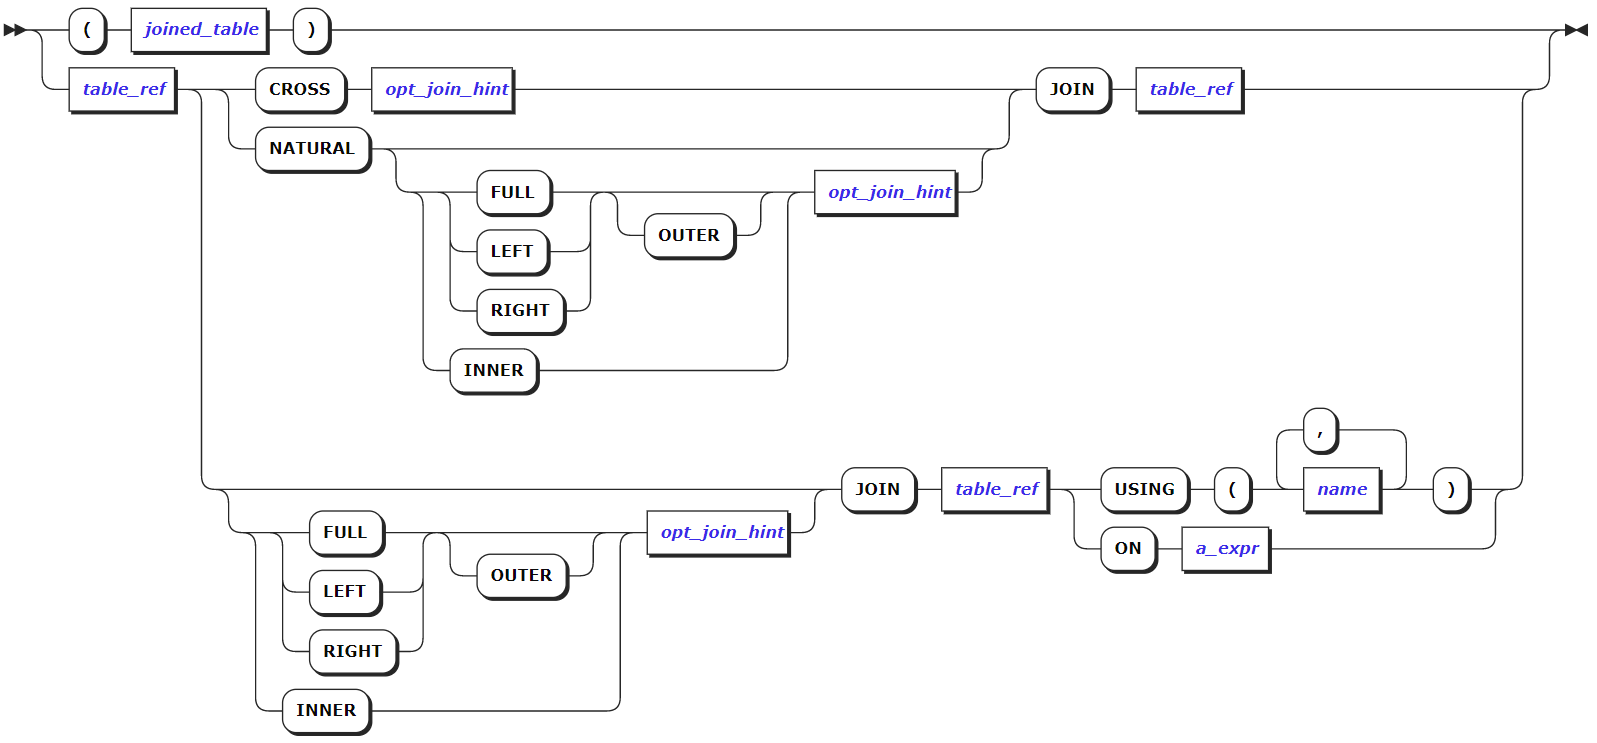 ( joined_table )
table_ref CROSS opt_join_hint JOIN table_ref
NATURAL
FULL opt_join_hint
OUTER
LEFT
RIGHT
INNER
,
JOIN table_ref USING ( name )
FULL opt_join_hint
ON a_expr
OUTER
LEFT
RIGHT
INNER